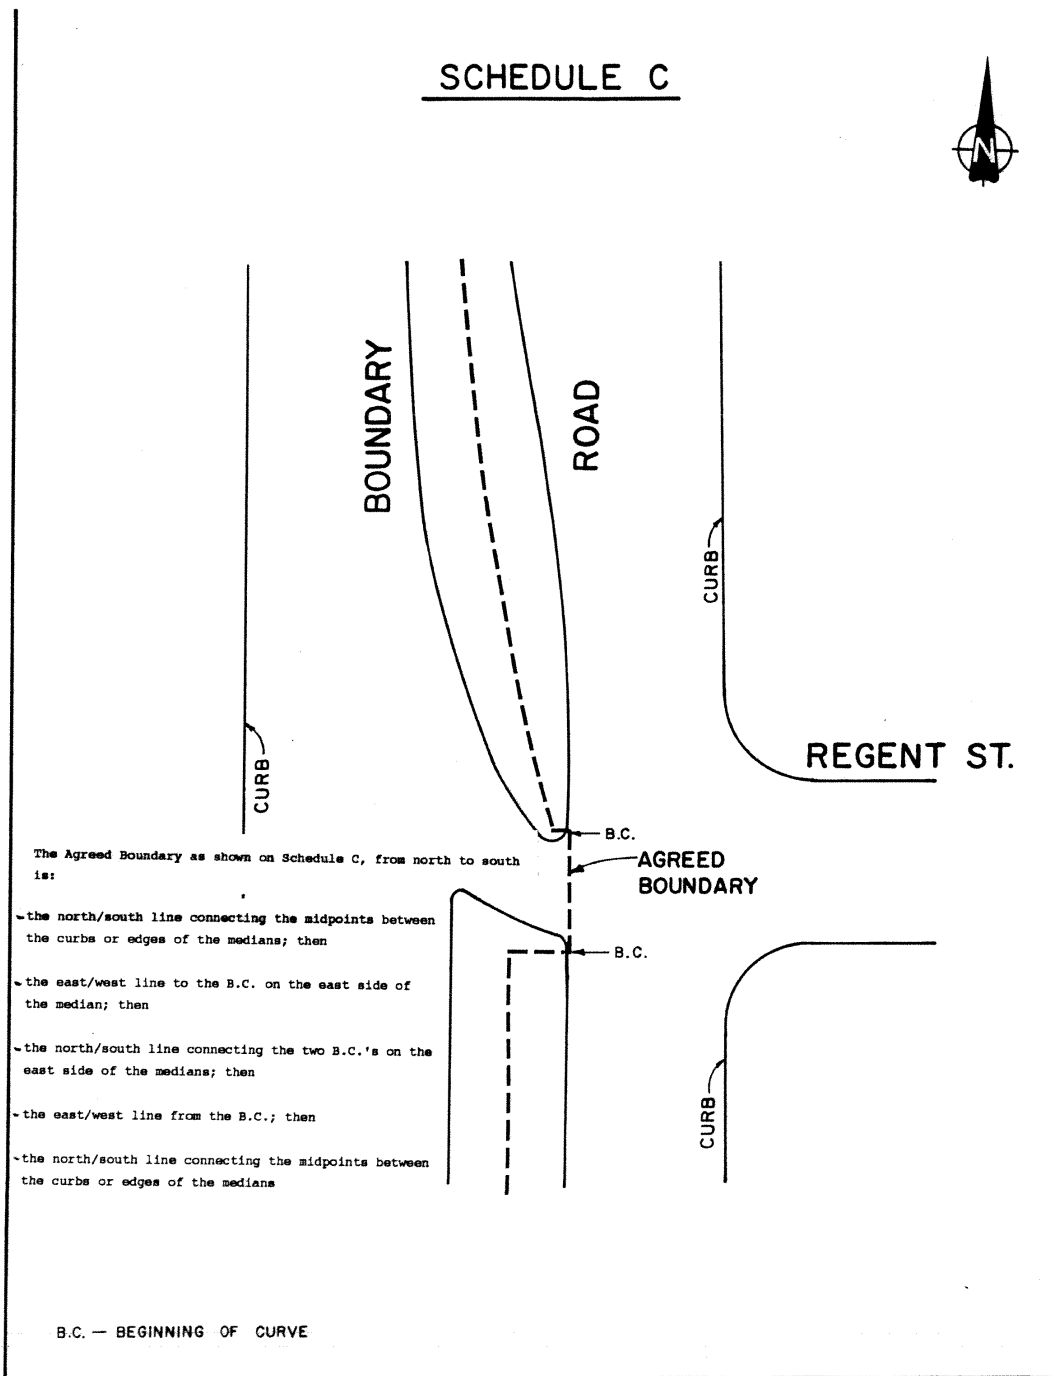 SCHEDULE C
N
BOUNDARY
ROAD
CURB
REGENT ST.
CURB
B.C.
The Agreed Boundary as shown on Schedule C, from north to south
is:
AGREED
BOUNDARY
-the north/south line connecting the midpoints between
the curbs or edges of the medians; then
B.C.
-the east/west line to the B.C. on the east side of
the median; then
-the north/south line connecting the two B.C.'s on the
east side of the medians; then
CURB
-the east/west line from the B.C.; then
-the north/south line connecting the midpoints between
the curbs or edges of the medians
B.C. — BEGINNING OF CURVE